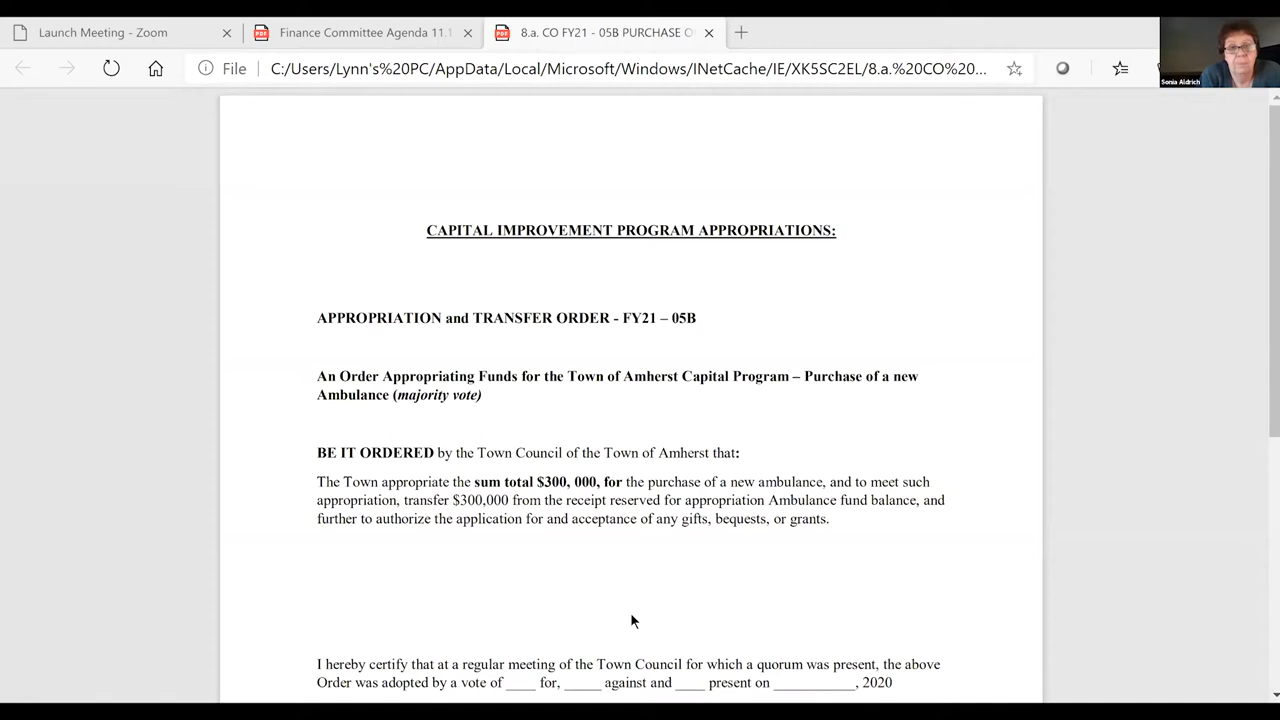 Launch Meeting - Zoom
Finance Committee Agenda 11.1
8.a. CO FY21 - 05B PURCHASE O
File
C:/Users/Lynn's%20PC/AppData/Local/Microsoft/Windows/INetCache/IE/XK5SC2EL/8.a.%20CO%20...
Sonia Aldrich
CAPITAL IMPROVEMENT PROGRAM APPROPRIATIONS:
APPROPRIATION and TRANSFER ORDER - FY21 – 05B
An Order Appropriating Funds for the Town of Amherst Capital Program – Purchase of a new
Ambulance (majority vote)
BE IT ORDERED by the Town Council of the Town of Amherst that:
The Town appropriate the sum total $300, 000, for the purchase of a new ambulance, and to meet such
appropriation, transfer $300,000 from the receipt reserved for appropriation Ambulance fund balance, and
further to authorize the application for and acceptance of any gifts, bequests, or grants.
I hereby certify that at a regular meeting of the Town Council for which a quorum was present, the above
Order was adopted by a vote of ____ for, _____ against and ____ present on ___________, 2020